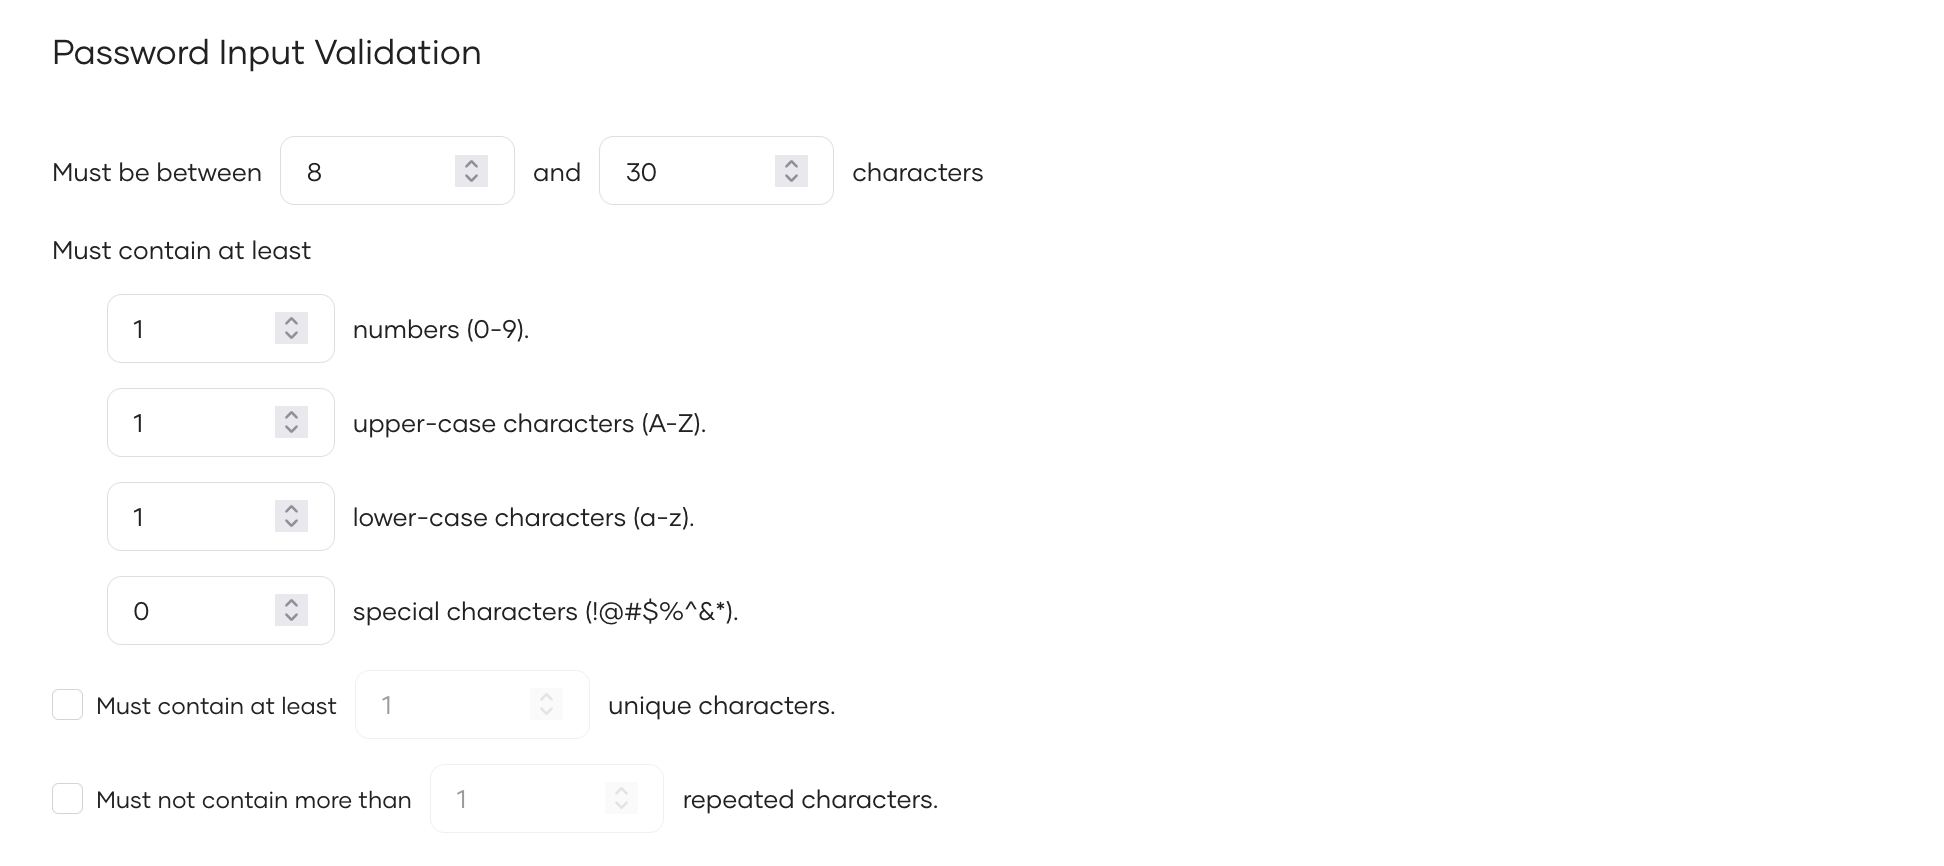 Password Input Validation
Must be between 8 and 30 characters
Must contain at least
1 numbers (0-9).
1 upper-case characters (A-Z).
1 lower-case characters (a-z).
0 special characters (!@#$%^&*).
Must contain at least 1 unique characters.
Must not contain more than 1 repeated characters.